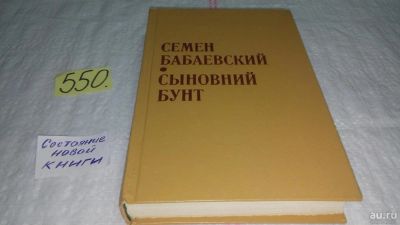 550.
Состояние
новой
книги
СЕМЕН
БАБАЕВСКИЙ
•
СЫНОВНИЙ
БУНТ
au.ru